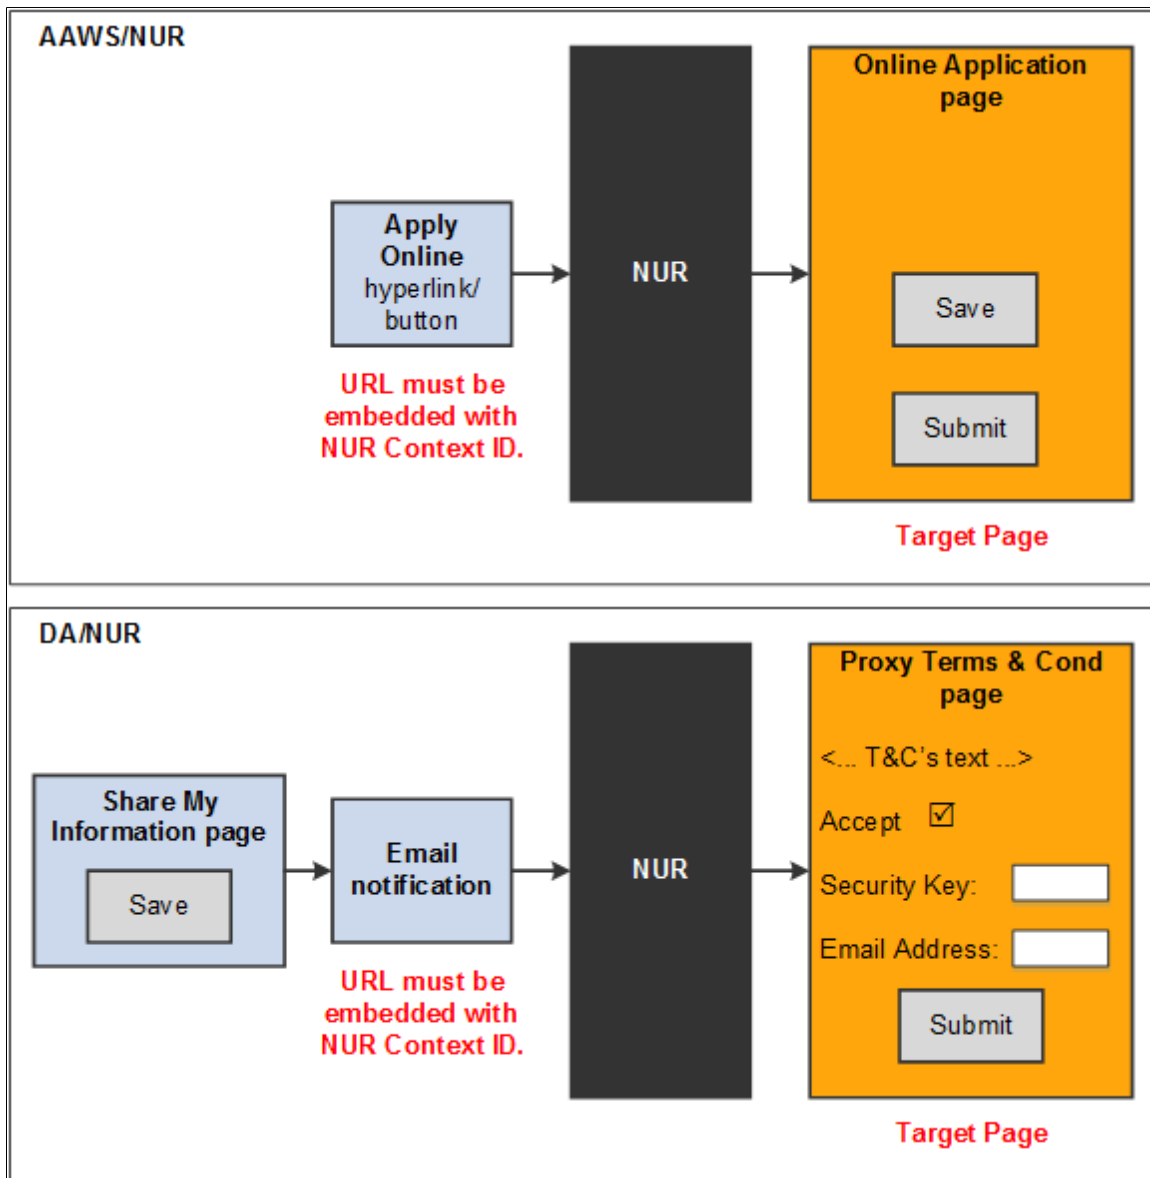 AAWS/NUR
Apply
Online
hyperlink/
button
URL must be
embedded with
NUR Context ID.
NUR
Online Application
page
Save
Submit
Target Page
DA/NUR
Share My
Information page
Save
Email
notification
URL must be
embedded with
NUR Context ID.
NUR
Proxy Terms & Cond
page
<... T&C's text ...>
Accept ☑
Security Key:
Email Address:
Submit
Target Page